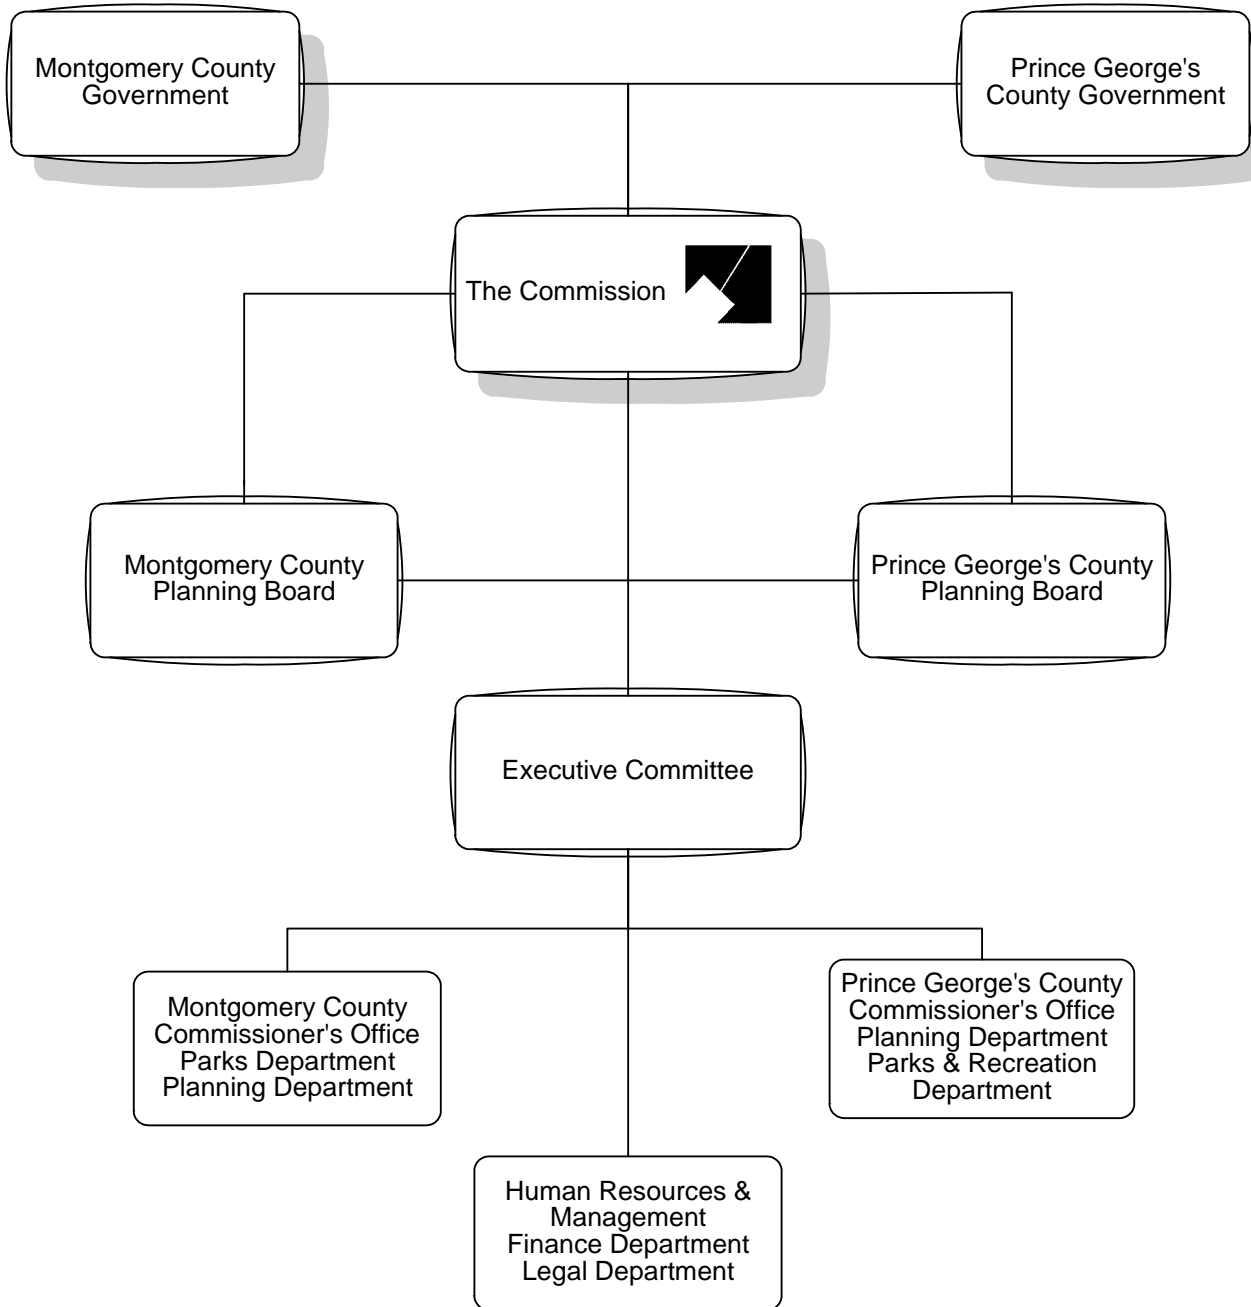 Montgomery County
Government
Prince George's
County Government
The Commission
Montgomery County
Planning Board
Prince George's County
Planning Board
Executive Committee
Montgomery County
Commissioner's Office
Parks Department
Planning Department
Prince George's County
Commissioner's Office
Planning Department
Parks & Recreation
Department
Human Resources &
Management
Finance Department
Legal Department